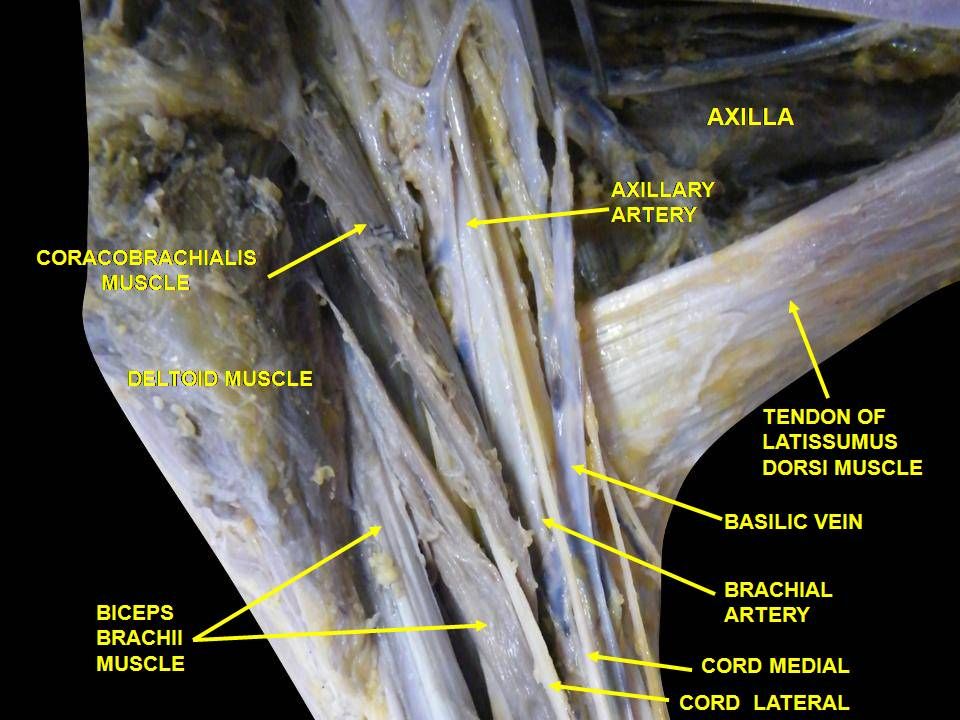 AXILLA
AXILLARY
ARTERY
CORACOBRACHIALIS
MUSCLE
DELTOID MUSCLE
TENDON OF
LATISSUMUS
DORSI MUSCLE
BASILIC VEIN
BRACHIAL
ARTERY
BICEPS
BRACHII
MUSCLE
CORD MEDIAL
CORD LATERAL